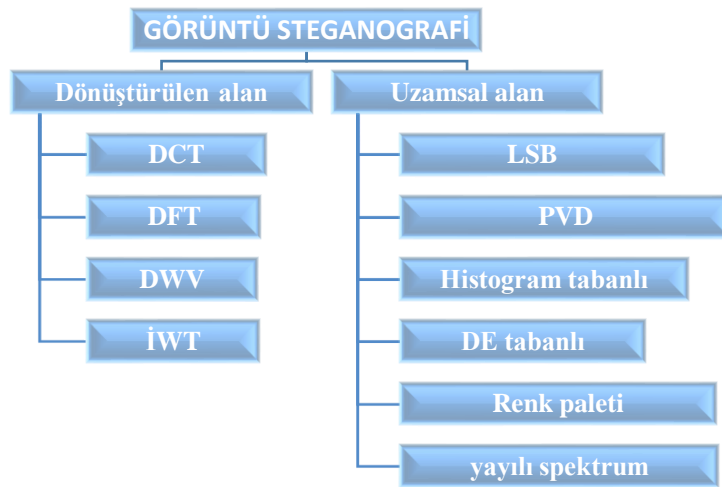 GÖRÜNTÜ STEGANOGRAFİ
Dönüştürülen alan
DCT
DFT
DWV
İWT
Uzamsal alan
LSB
PVD
Histogram tabanlı
DE tabanlı
Renk paleti
yayılı spektrum